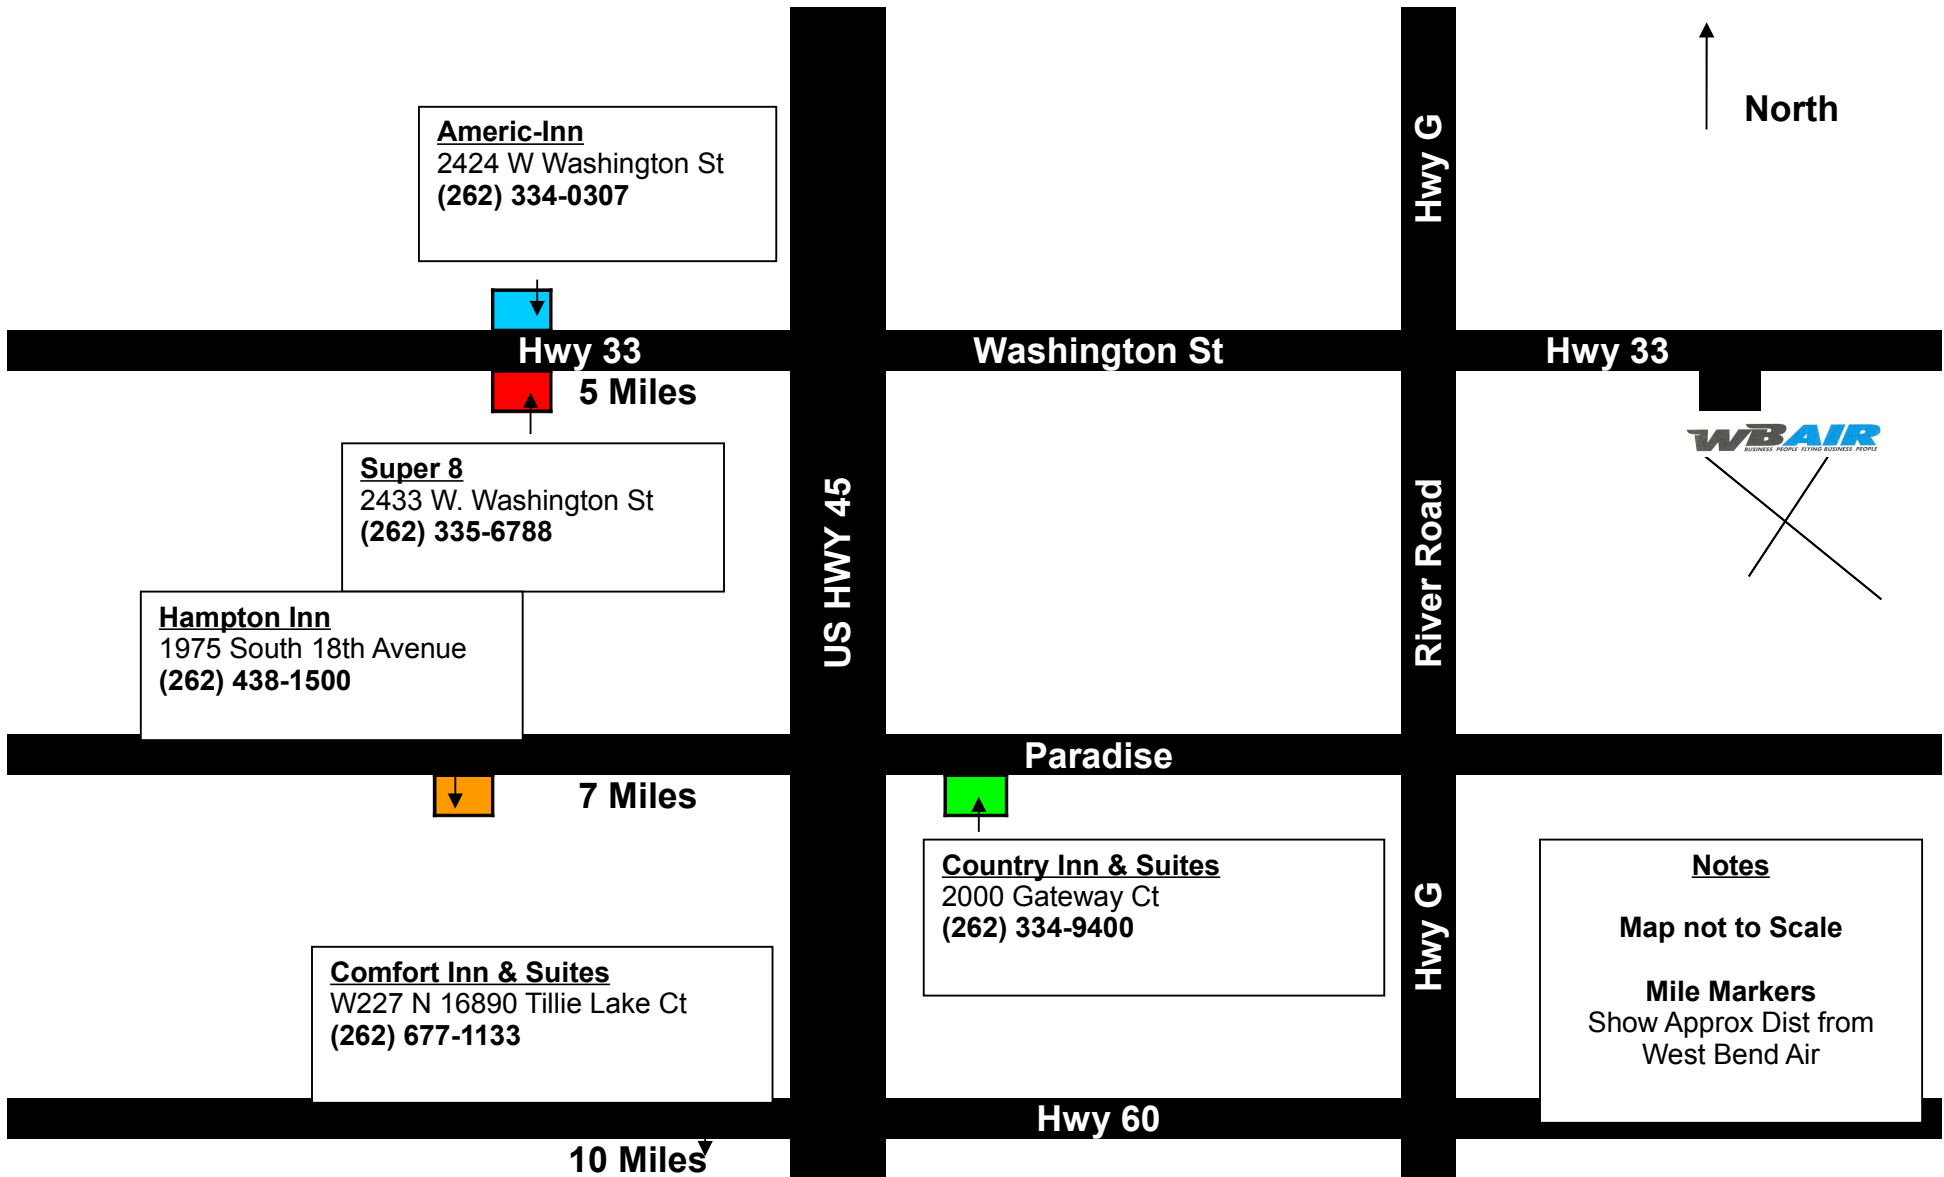 North
Hwy G
Americ-Inn
2424 W Washington St
(262) 334-0307
Hwy 33
Washington St
Hwy 33
5 Miles
WBAIR
BUSINESS PEOPLE FLYING BUSINESS PEOPLE
Super 8
2433 W. Washington St
(262) 335-6788
US HWY 45
River Road
Hampton Inn
1975 South 18th Avenue
(262) 438-1500
Paradise
7 Miles
Country Inn & Suites
2000 Gateway Ct
(262) 334-9400
Hwy G
Notes
Map not to Scale
Mile Markers
Show Approx Dist from
West Bend Air
Comfort Inn & Suites
W227 N 16890 Tillie Lake Ct
(262) 677-1133
Hwy 60
10 Miles